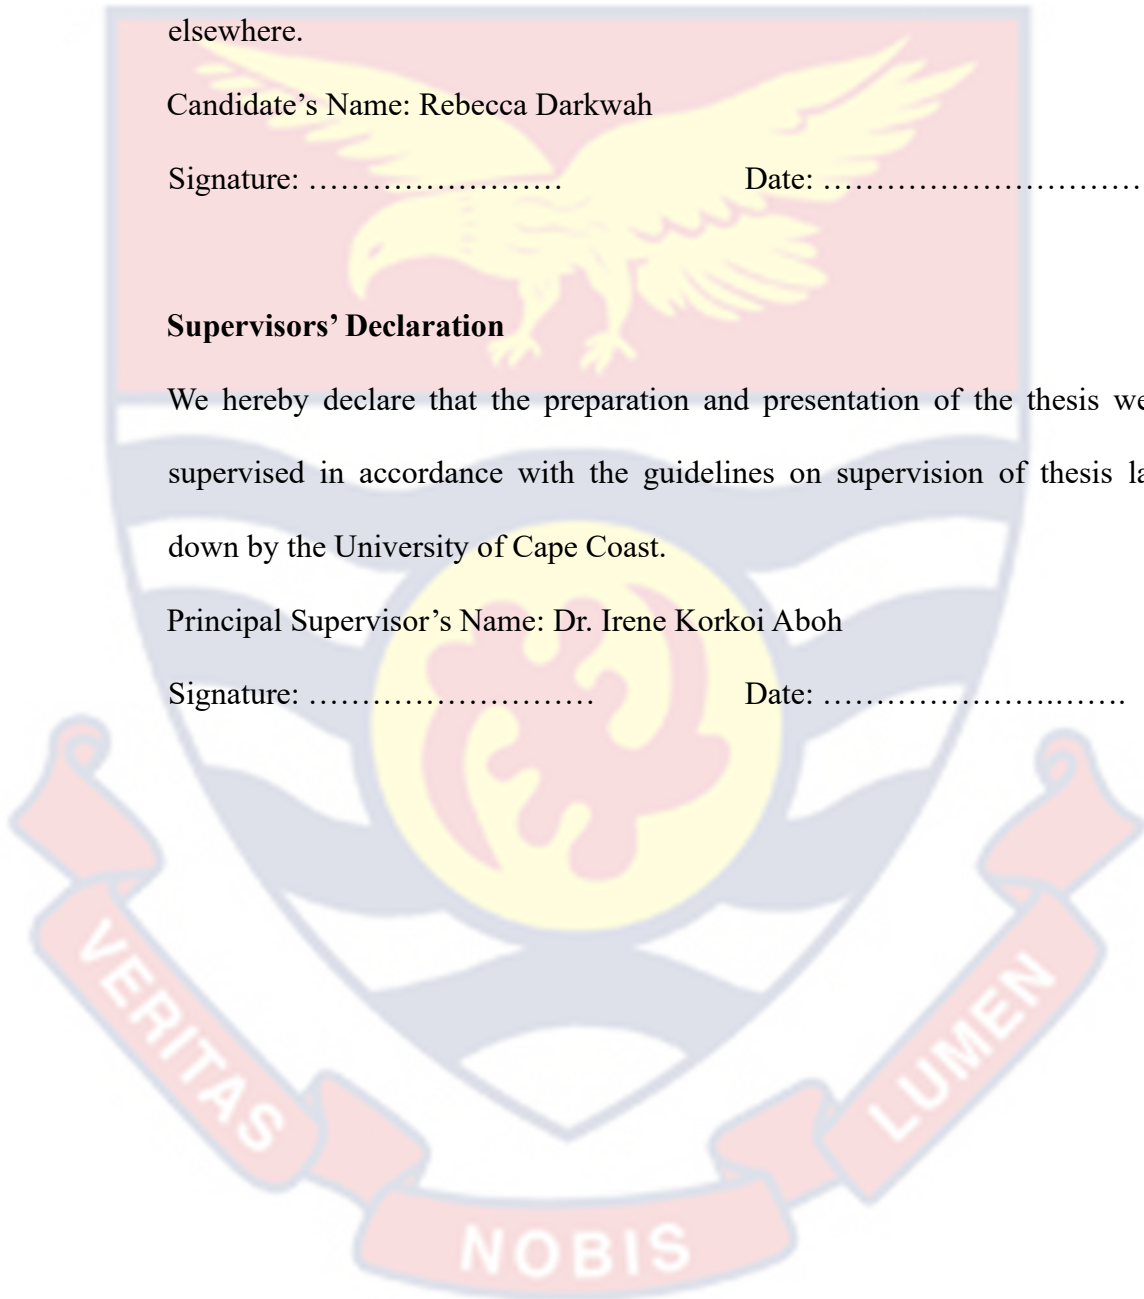 elsewhere.
Candidate’s Name: Rebecca Darkwah
Signature: …………………… Date: …………………………
Supervisors’ Declaration
We hereby declare that the preparation and presentation of the thesis we
supervised in accordance with the guidelines on supervision of thesis la
down by the University of Cape Coast.
Principal Supervisor’s Name: Dr. Irene Korkoi Aboh
Signature: ……………………… Date: ………………….…….
VERITAS
NOBIS
LUMEN